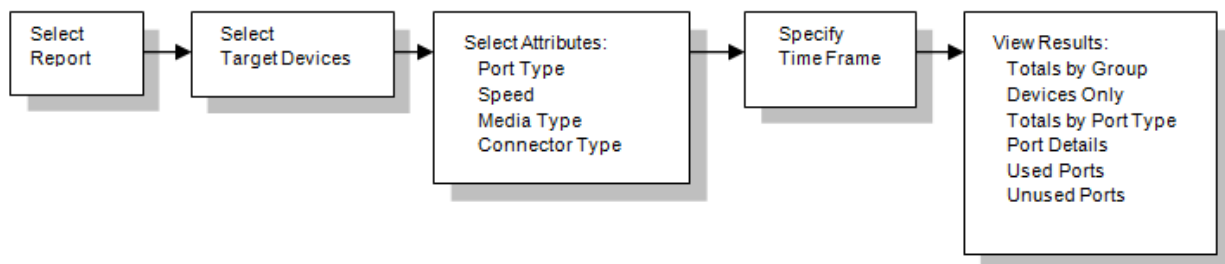 Select
Report
Select
Target Devices
Select Attributes:
Port Type
Speed
Media Type
Connector Type
Specify
Time Frame
View Results:
Totals by Group
Devices Only
Totals by Port Type
Port Details
Used Ports
Unused Ports